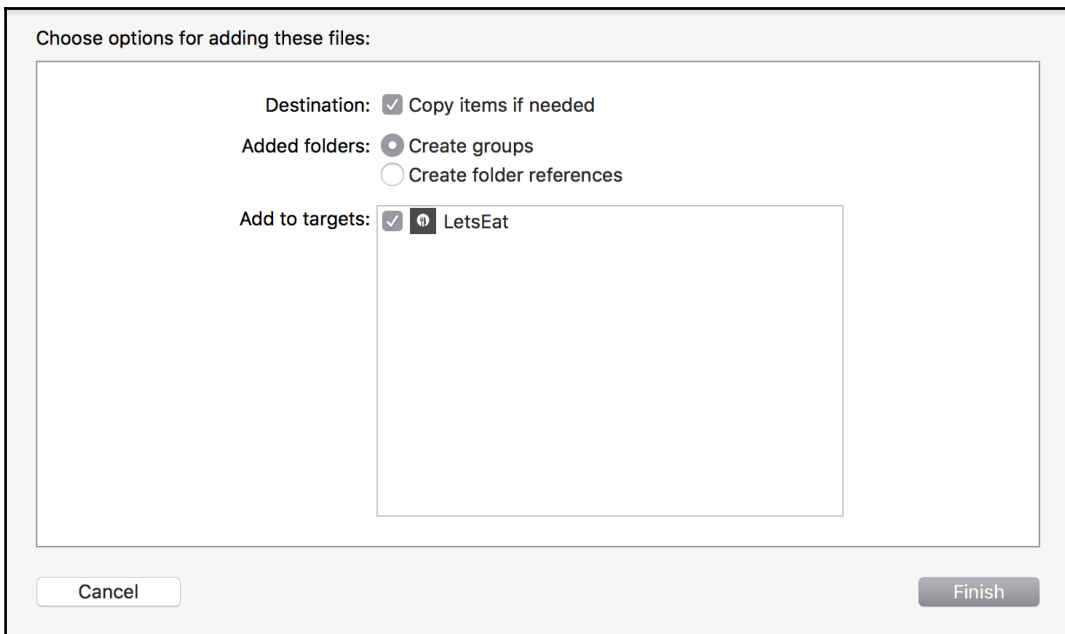 Choose options for adding these files:
Destination: Copy items if needed
Added folders: Create groups
Create folder references
Add to targets: LetsEat
Cancel Finish